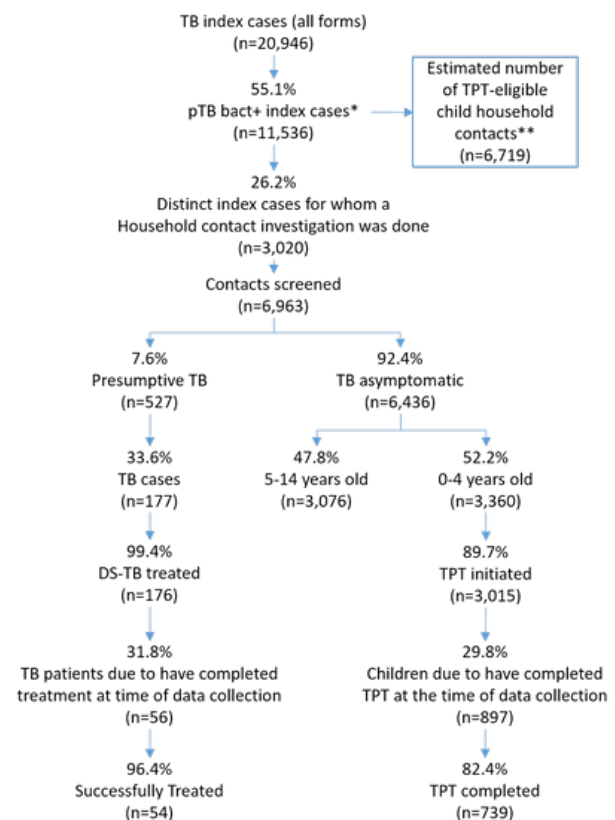 TB index cases (all forms)
(n=20,946)
55.1%
pTB bact+ index cases*
(n=11,536)
Estimated number
of TPT-eligible
child household
contacts**
(n=6,719)
26.2%
Distinct index cases for whom a
Household contact investigation was done
(n=3,020)
Contacts screened
(n=6,963)
7.6%
Presumptive TB
(n=527)
92.4%
TB asymptomatic
(n=6,436)
33.6%
TB cases
(n=177)
47.8%
5-14 years old
(n=3,076)
52.2%
0-4 years old
(n=3,360)
99.4%
DS-TB treated
(n=176)
89.7%
TPT initiated
(n=3,015)
31.8%
TB patients due to have completed
treatment at time of data collection
(n=56)
29.8%
Children due to have completed
TPT at the time of data collection
(n=897)
96.4%
Successfully Treated
(n=54)
82.4%
TPT completed
(n=739)